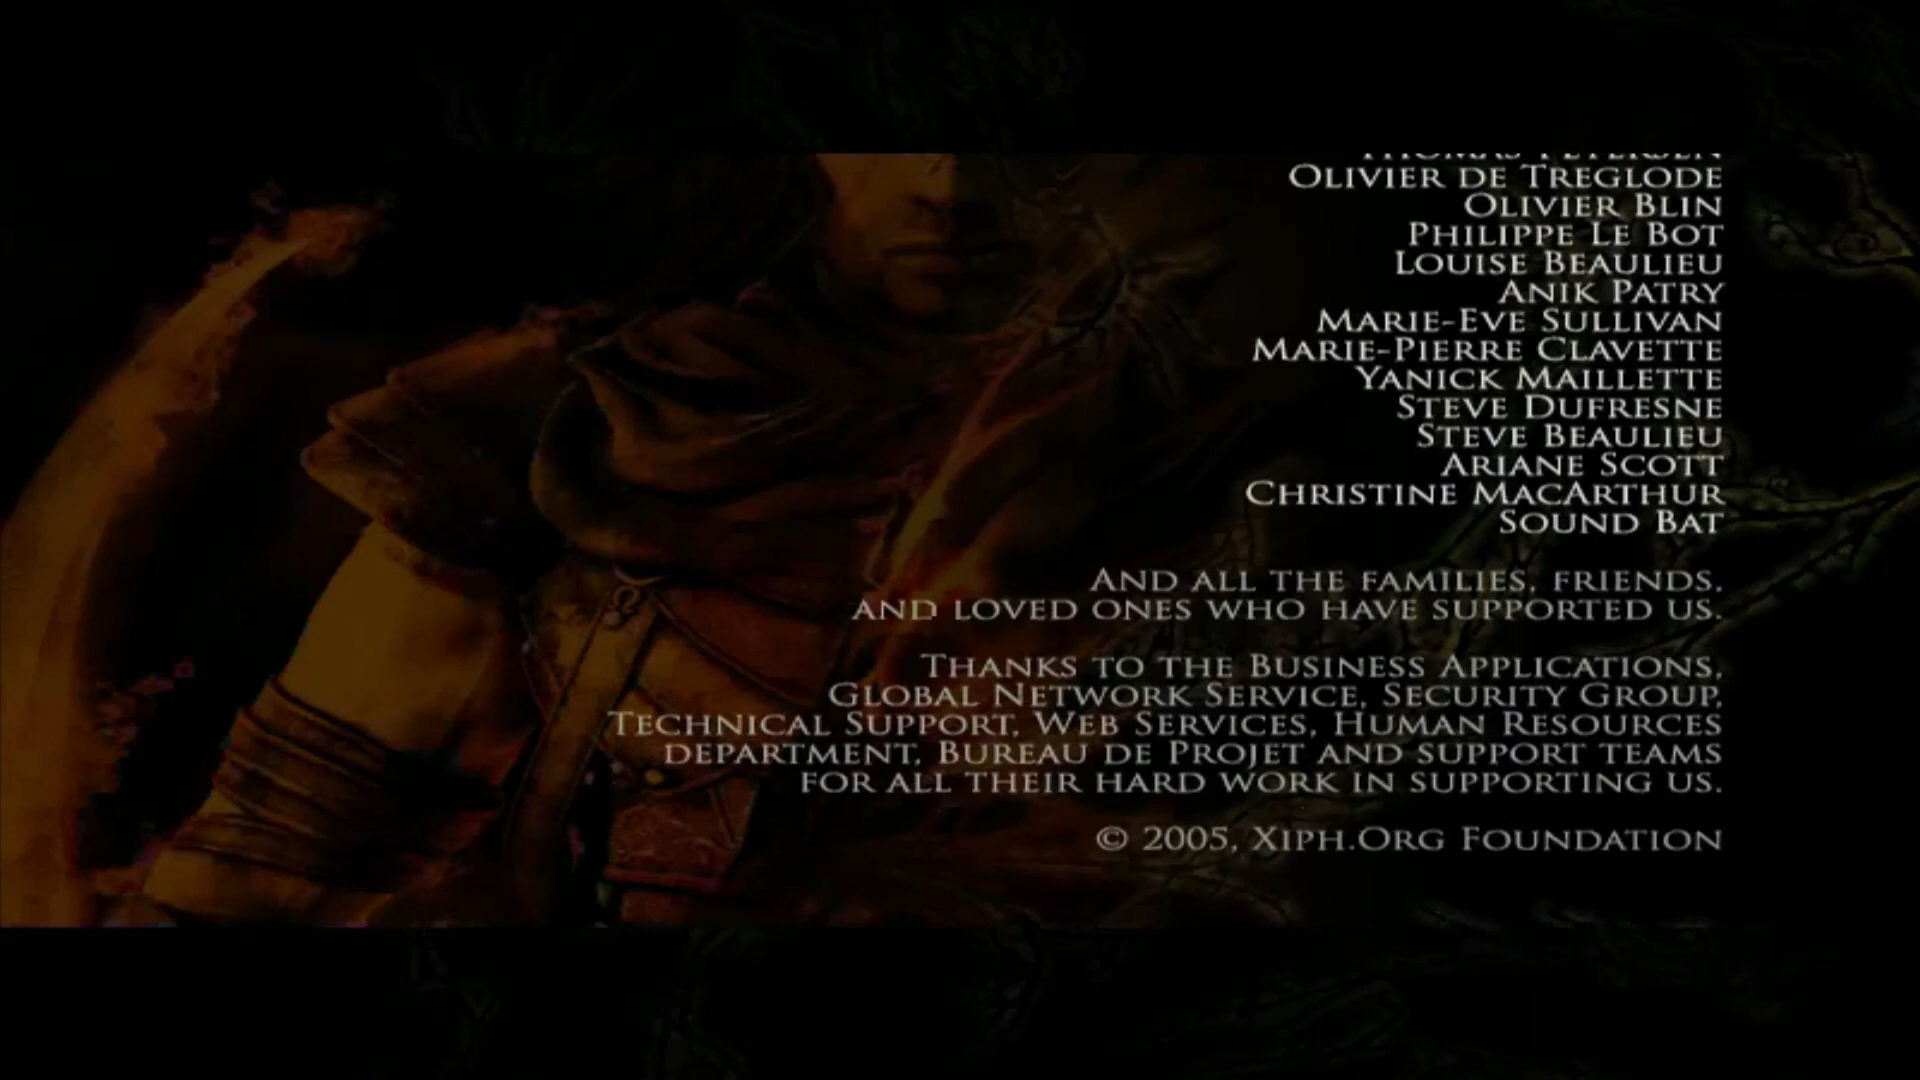 Thomas Petersen
Olivier de Treglode
Olivier Blin
Philippe Le Bot
Louise Beaulieu
Anik Patry
Marie-Eve Sullivan
Marie-Pierre Clavette
Yanick Maillette
Steve Dufresne
Steve Beaulieu
Ariane Scott
Christine MacArthur
Sound Bat
And all the families, friends,
and loved ones who have supported us.
Thanks to the Business Applications,
Global Network Service, Security Group,
Technical Support, Web Services, Human Resources
department, Bureau de Projet and support teams
for all their hard work in supporting us.
© 2005, Xiph.Org Foundation